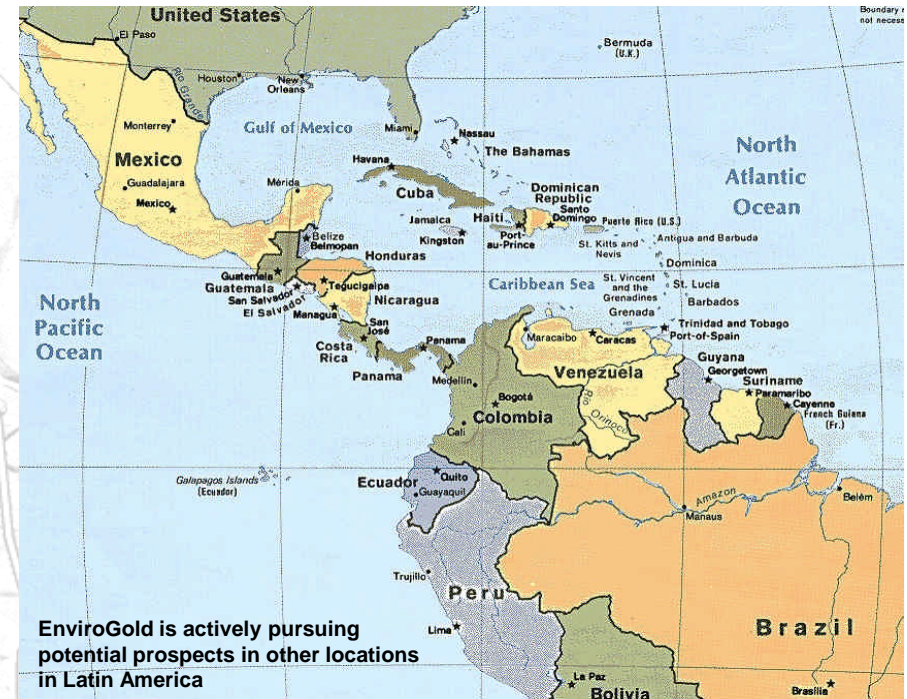 United States
Boundary
not necess
El Paso
Bermuda
(U.K.)
Rio Grande
Houston
New
Orleans
Monterrey
Gulf of Mexico
Miami
Nassau
The Bahamas
North
Atlantic
Ocean
Mexico
Havana
Guadalajara
Mérida
Cuba
Dominican
Republic
Mexico
Haiti
Santo
Domingo
Puerto Rico (U.S.)
Jamaica
Kingston
Port-
au-Prince
St. Kitts and
Nevis
Antigua and Barbuda
Belize
Belmopan
Honduras
Dominica
Guatemala
Guatemala
Tegucigalpa
Caribbean Sea
St. Vincent
and the
Grenadines
St. Lucia
San Salvador
El Salvador
Nicaragua
Barbados
North
Pacific
Ocean
Managua
Grenada
San
José
Trinidad and Tobago
Port-of-Spain
Costa
Rica
Panama
Maracaibo
Caracas
Guyana
Georgetown
Panama
Medellín
Venezuela
Suriname
Paramaribo
Bogotá
Rio
Orinoco
Cayenne
French Guiana
(Fr.)
Colombia
Cali
Galapagos Islands
(Ecuador)
Ecuador
Quito
Guayaquil
Amazon
Belém
Manaus
Trujillo
Peru
Lima
Brazil
EnviroGold is actively pursuing
potential prospects in other locations
in Latin America
La Paz
Bolivia
Brasília